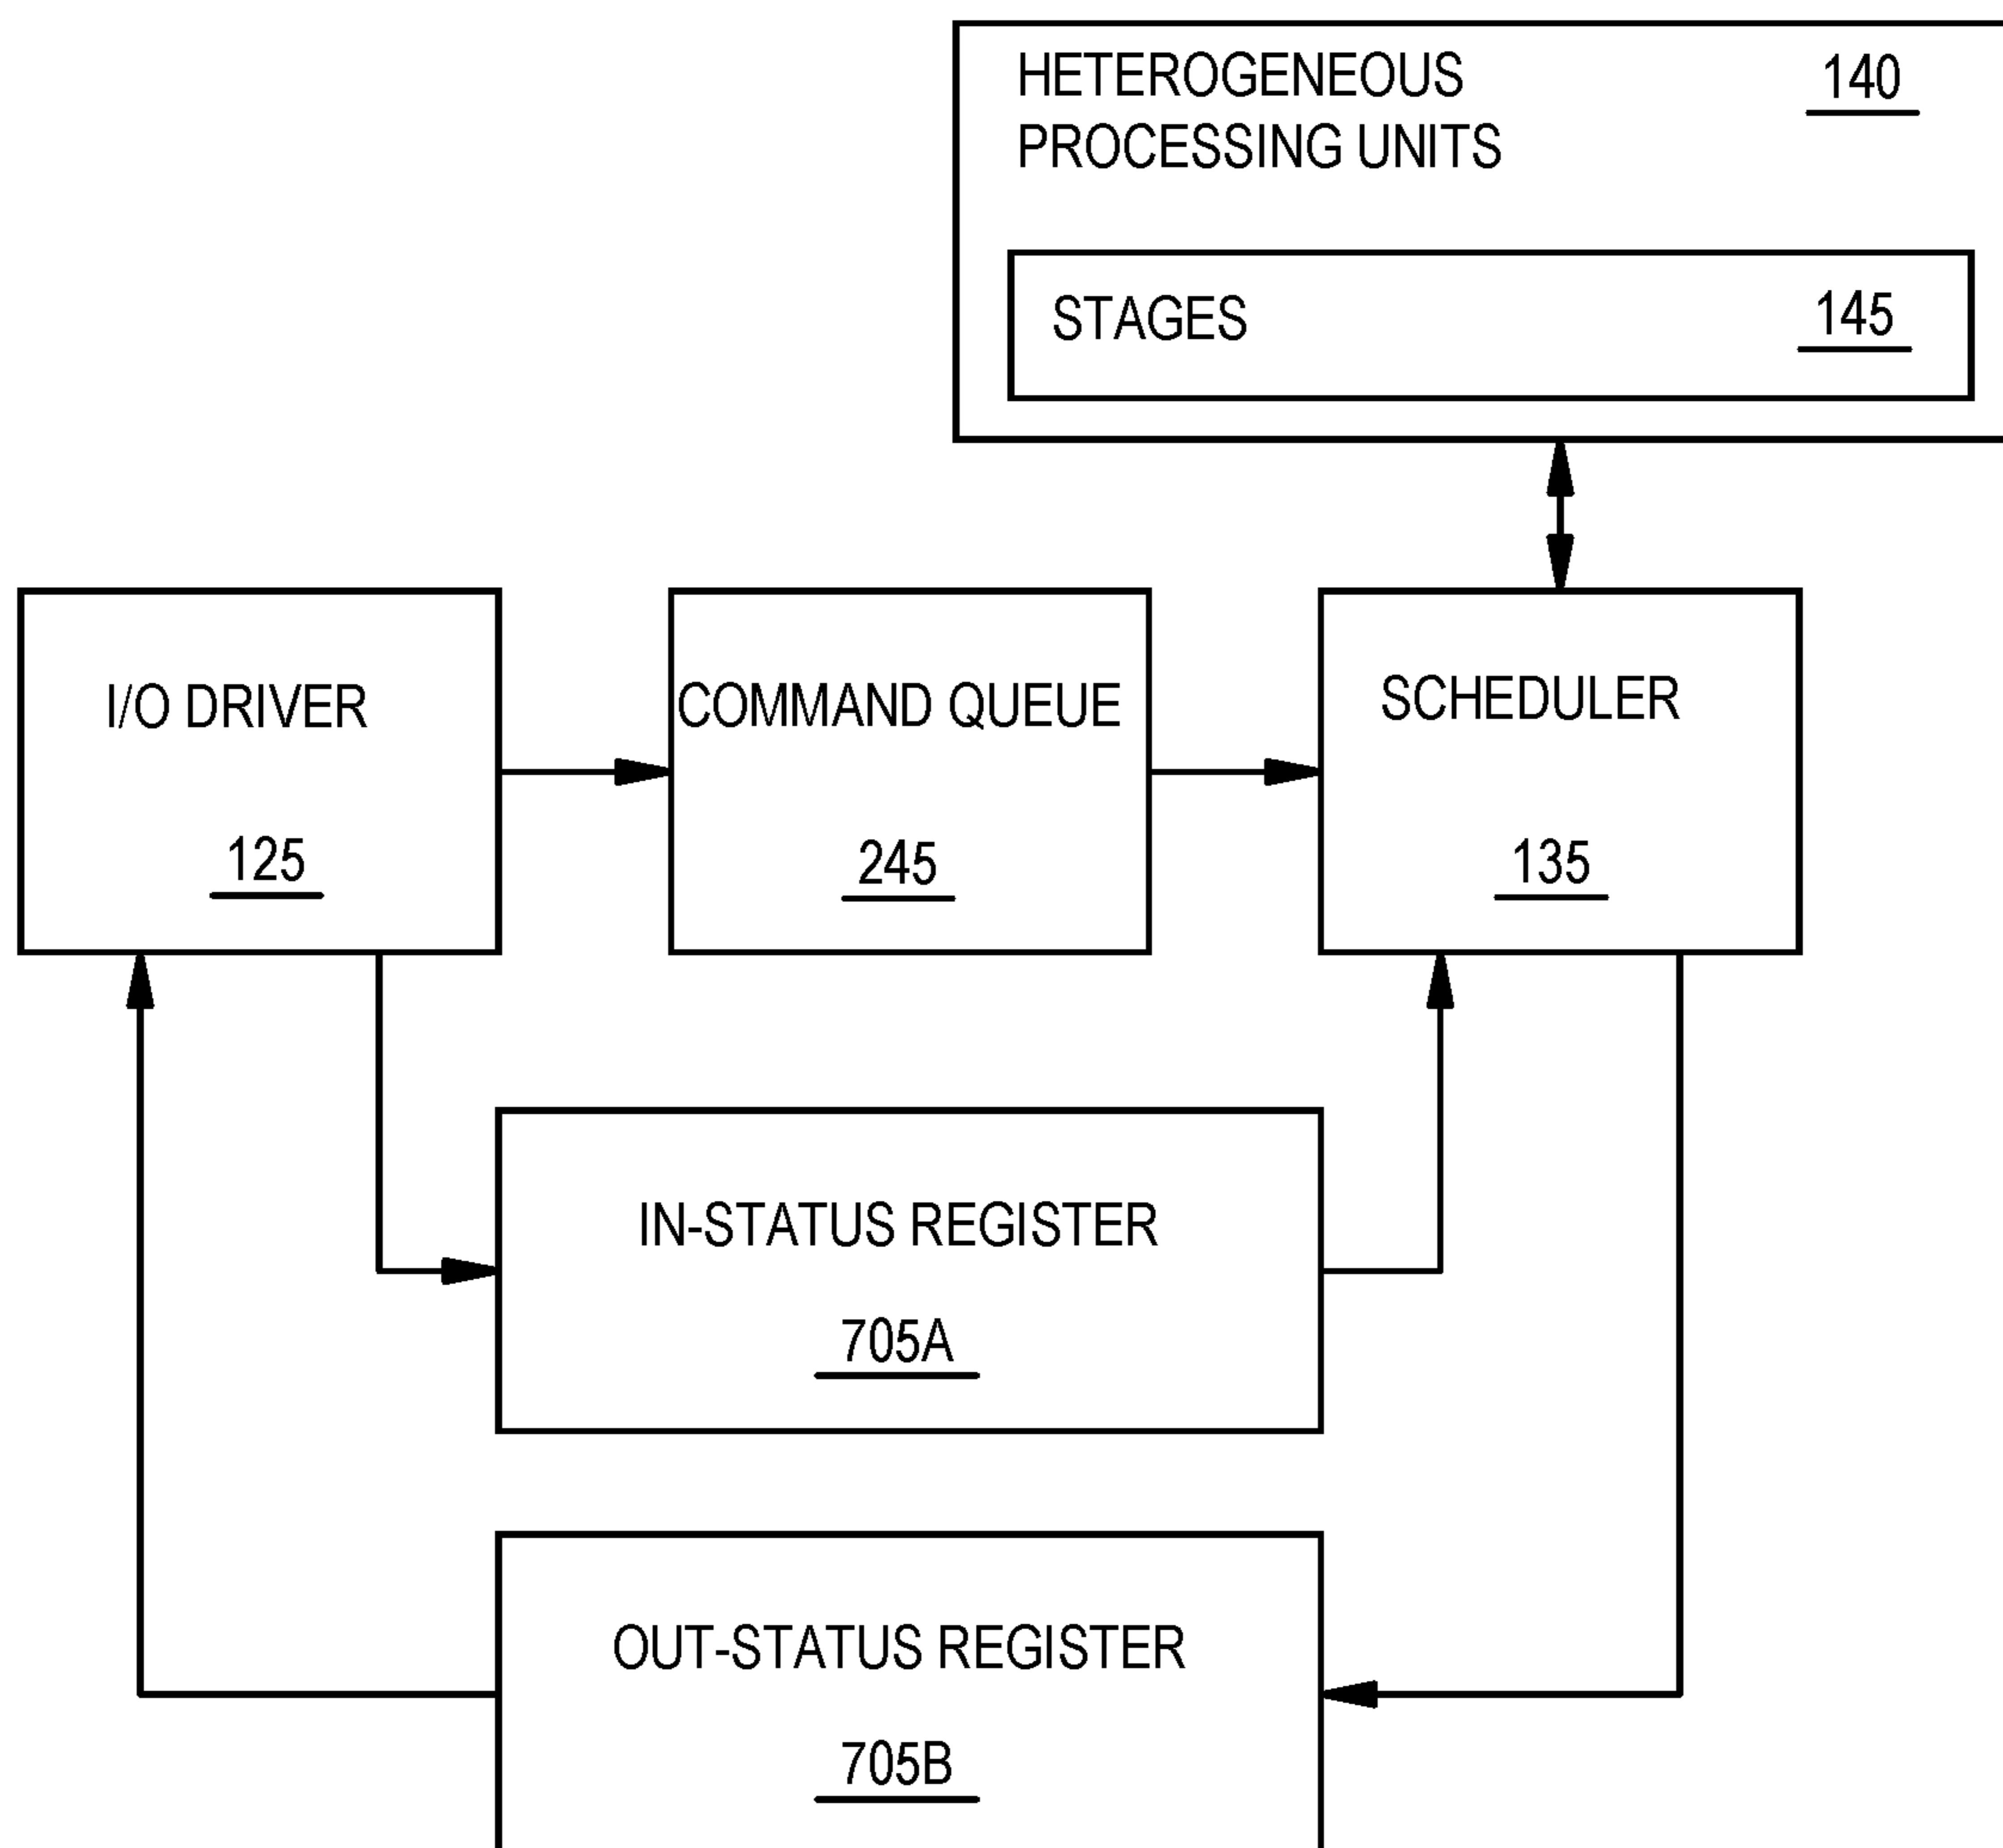 HETEROGENEOUS
PROCESSING UNITS
140
STAGES
145
I/O DRIVER
125
COMMAND QUEUE
245
SCHEDULER
135
IN-STATUS REGISTER
705A
OUT-STATUS REGISTER
705B